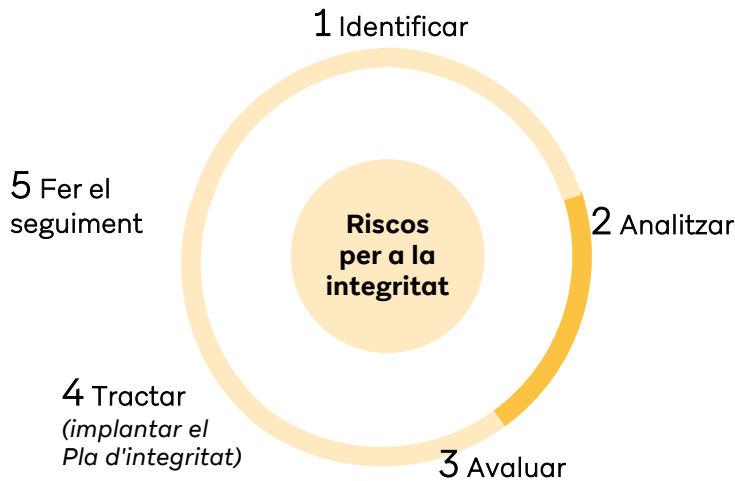 1 Identificar
2 Analitzar
3 Avaluar
4 Tractar
(implantar el
Pla d'integritat)
5 Fer el
seguiment
Riscos
per a la
integritat